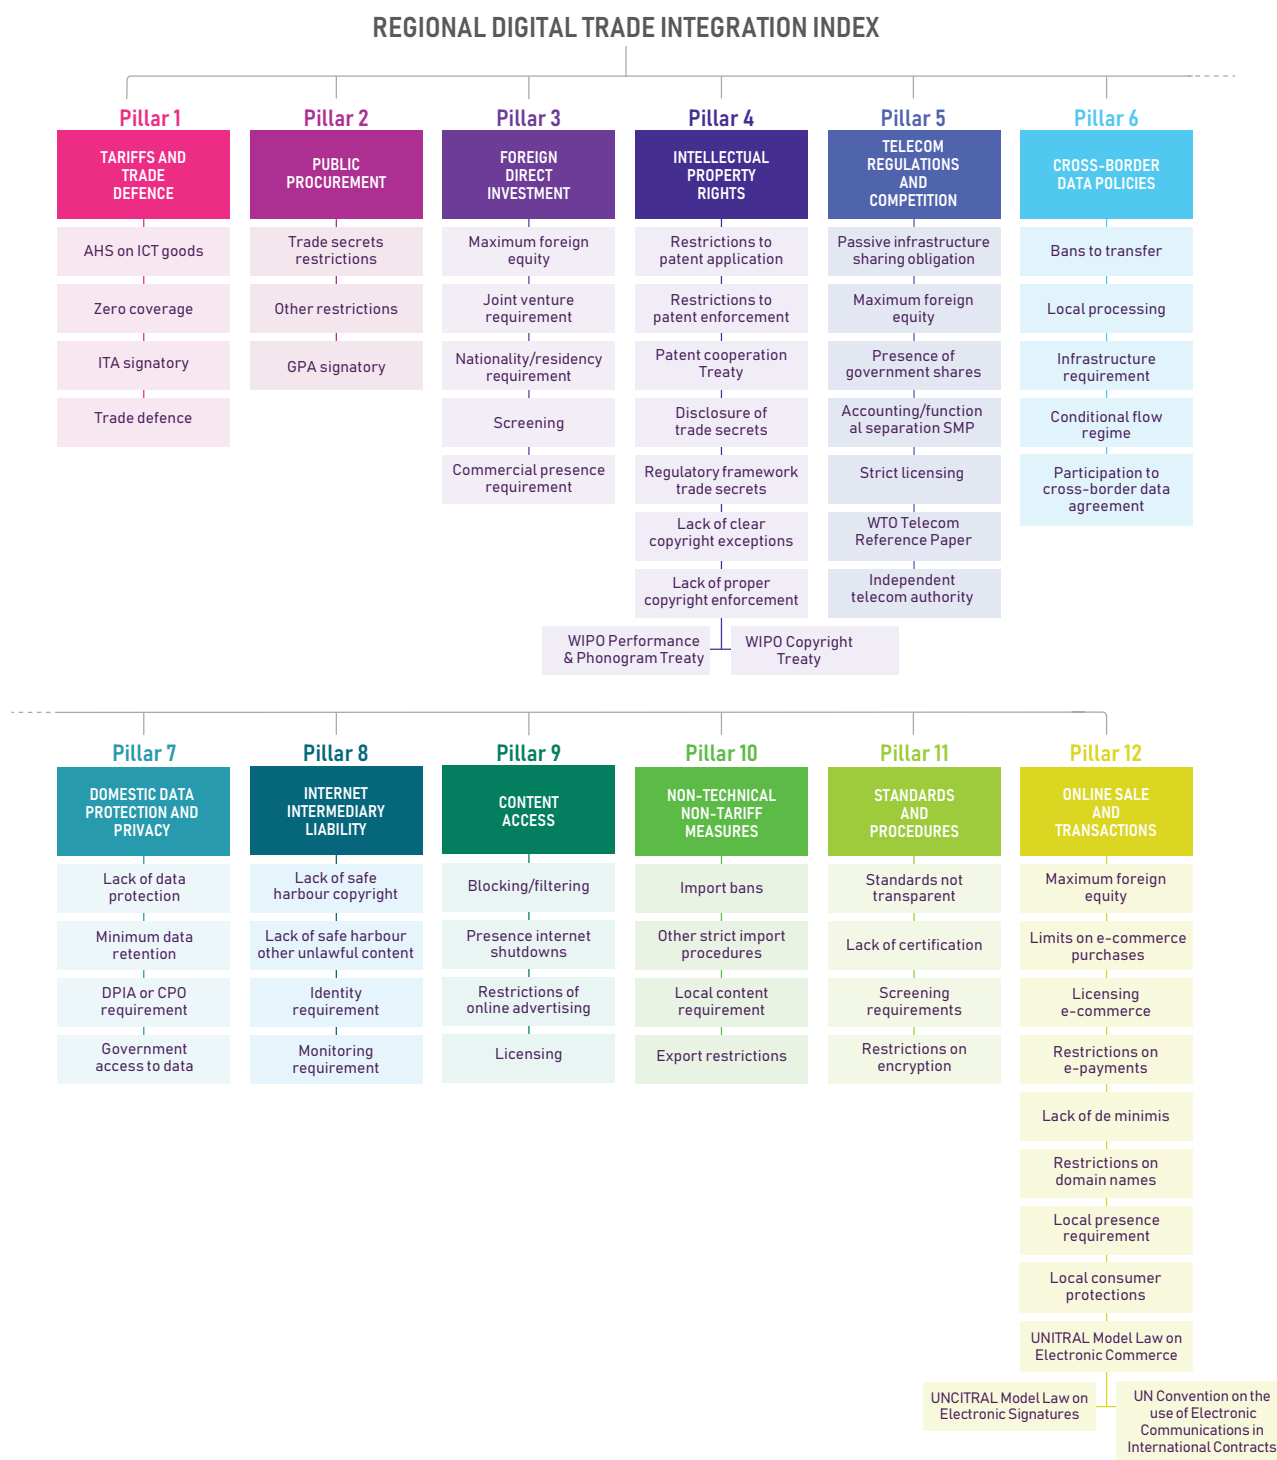 REGIONAL DIGITAL TRADE INTEGRATION INDEX
Pillar 1
TARIFFS AND
TRADE
DEFENCE
AHS on ICT goods
Zero coverage
ITA signatory
Trade defence
Pillar 2
PUBLIC
PROCUREMENT
Trade secrets
restrictions
Other restrictions
GPA signatory
Pillar 3
FOREIGN
DIRECT
INVESTMENT
Maximum foreign
equity
Joint venture
requirement
Nationality/residency
requirement
Screening
Commercial presence
requirement
Pillar 4
INTELLECTUAL
PROPERTY
RIGHTS
Restrictions to
patent application
Restrictions to
patent enforcement
Patent cooperation
Treaty
Disclosure of
trade secrets
Regulatory framework
trade secrets
Lack of clear
copyright exceptions
Lack of proper
copyright enforcement
WIPO Performance
& Phonogram Treaty
WIPO Copyright
Treaty
Pillar 5
TELECOM
REGULATIONS
AND
COMPETITION
Passive infrastructure
sharing obligation
Maximum foreign
equity
Presence of
government shares
Accounting/function
al separation SMP
Strict licensing
WTO Telecom
Reference Paper
Independent
telecom authority
Pillar 6
CROSS-BORDER
DATA POLICIES
Bans to transfer
Local processing
Infrastructure
requirement
Conditional flow
regime
Participation to
cross-border data
agreement
Pillar 7
DOMESTIC DATA
PROTECTION AND
PRIVACY
Lack of data
protection
Minimum data
retention
DPIA or CPO
requirement
Government
access to data
Pillar 8
INTERNET
INTERMEDIARY
LIABILITY
Lack of safe
harbour copyright
Lack of safe harbour
other unlawful content
Identity
requirement
Monitoring
requirement
Pillar 9
CONTENT
ACCESS
Blocking/filtering
Presence internet
shutdowns
Restrictions of
online advertising
Licensing
Pillar 10
NON-TECHNICAL
NON-TARIFF
MEASURES
Import bans
Other strict import
procedures
Local content
requirement
Export restrictions
Pillar 11
STANDARDS
AND
PROCEDURES
Standards not
transparent
Lack of certification
Screening
requirements
Restrictions on
encryption
Pillar 12
ONLINE SALE
AND
TRANSACTIONS
Maximum foreign
equity
Limits on e-commerce
purchases
Licensing
e-commerce
Restrictions on
e-payments
Lack of de minimis
Restrictions on
domain names
Local presence
requirement
Local consumer
protections
UNITRAL Model Law on
Electronic Commerce
UNCITRAL Model Law on
Electronic Signatures
UN Convention on the
use of Electronic
Communications in
International Contracts